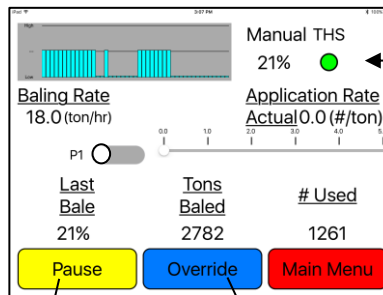 iPad 3:07 PM 100%
High
Low
Manual THS
21%
Baling Rate
18.0 (ton/hr)
Application Rate
Actual 0.0 (#/ton)
0.0 1.0 2.0 3.0 4.0 5.
P1
Last Bale
21%
Tons Baled
2782
# Used
1261
Pause
Override
Main Menu